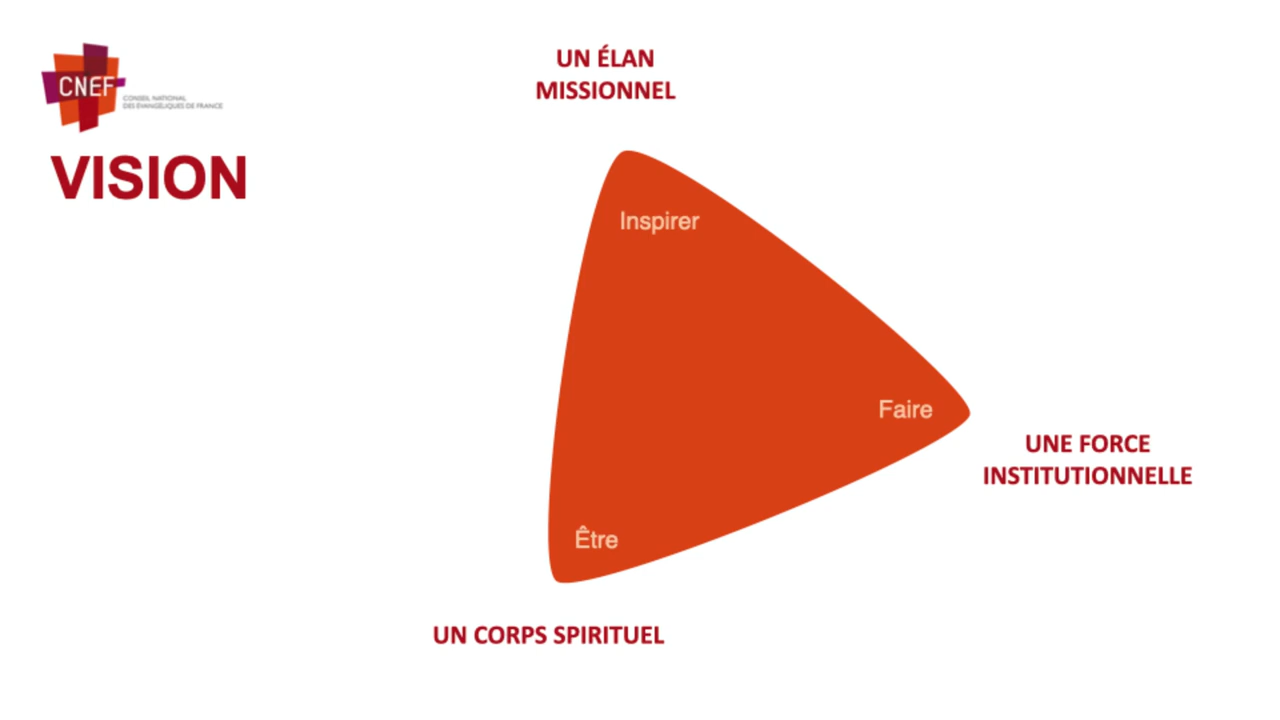 CNEF
CONSEIL NATIONAL
DES ÉVANGÉLIQUES DE FRANCE
VISION
UN ÉLAN
MISSIONNEL
Inspirer
Faire
UNE FORCE
INSTITUTIONNELLE
Être
UN CORPS SPIRITUEL